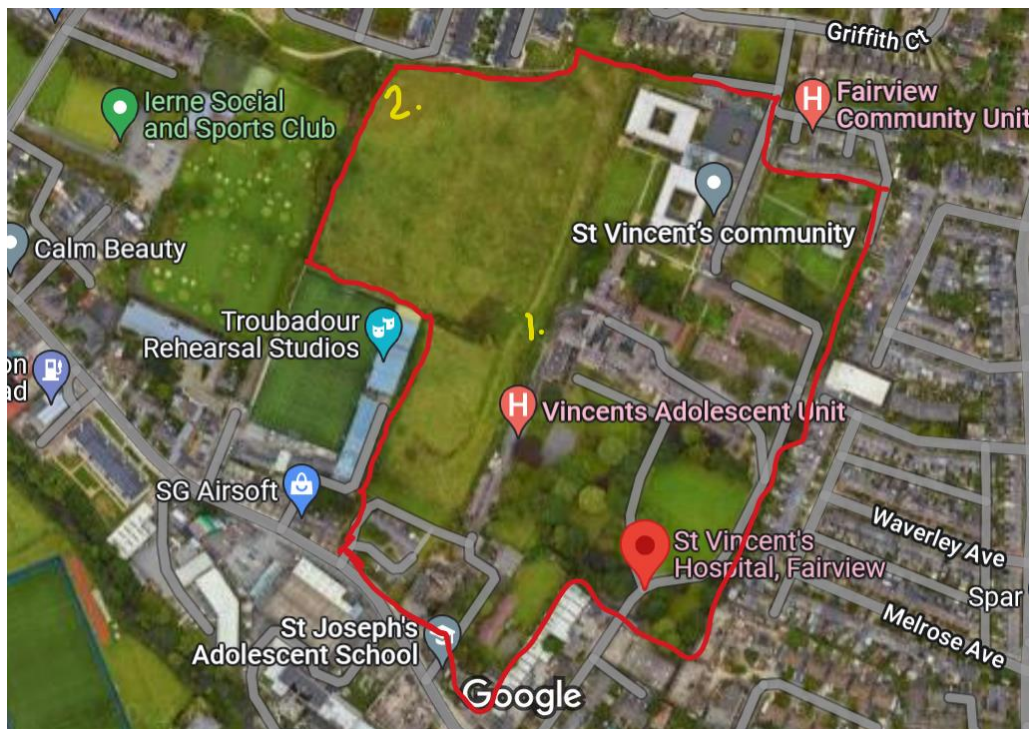 Griffith Ct
Ierne Social
and Sports Club
2.
H
Fairview
Community Unit
St Vincent's community
Calm Beauty
Troubadour
Rehearsal Studios
1.
on
ad
H
Vincents Adolescent Unit
SG Airsoft
Waverley Ave
St Vincent's
Hospital, Fairview
Spar
Melrose Ave
St Joseph's
Adolescent School
Google